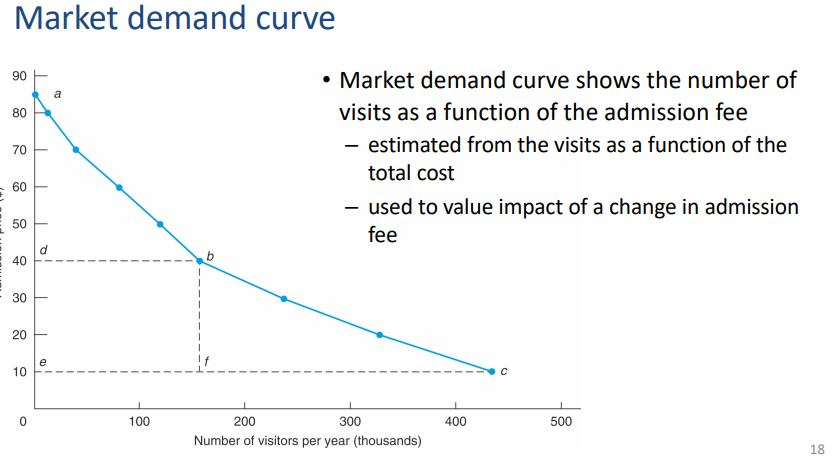 Market demand curve
• Market demand curve shows the number of
visits as a function of the admission fee
– estimated from the visits as a function of the
total cost
– used to value impact of a change in admission
fee
90
80
70
60
50
40
30
20
10
0
a
b
c
d
e
f
100
200
300
400
500
Number of visitors per year (thousands)
18